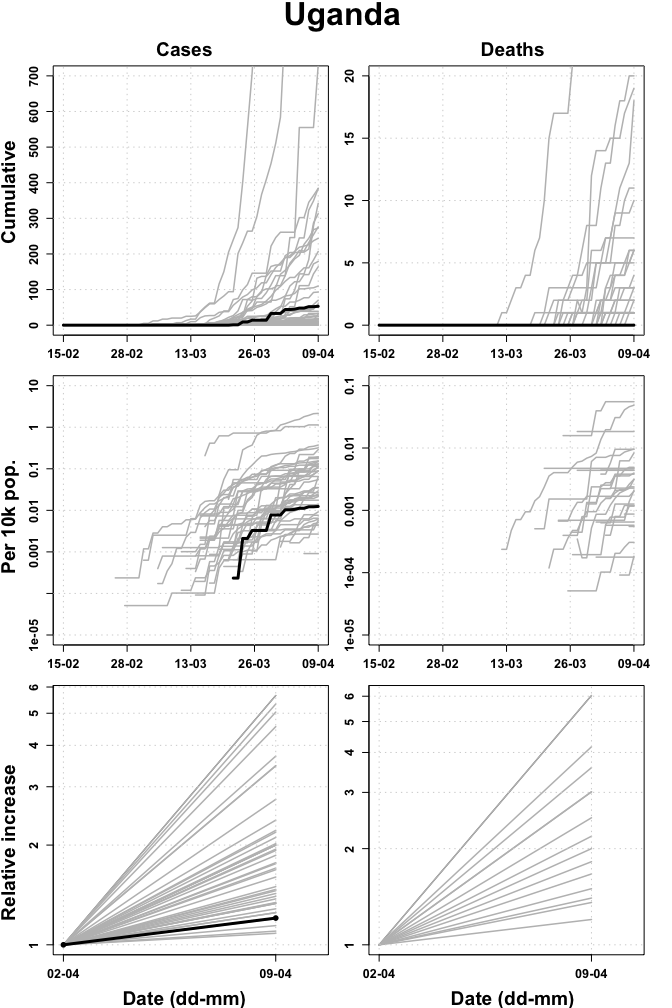 Uganda
Cases
Deaths
Cumulative
700
600
500
400
300
200
100
0
15-02 28-02 13-03 26-03 09-04
20
15
10
5
0
15-02 28-02 13-03 26-03 09-04
Per 10k pop.
10
1
0.1
0.01
0.001
1e-05
15-02 28-02 13-03 26-03 09-04
0.1
0.01
0.001
1e-04
1e-05
15-02 28-02 13-03 26-03 09-04
Relative increase
6
5
4
3
2
1
02-04 09-04
Date (dd-mm)
6
5
4
3
2
1
02-04 09-04
Date (dd-mm)